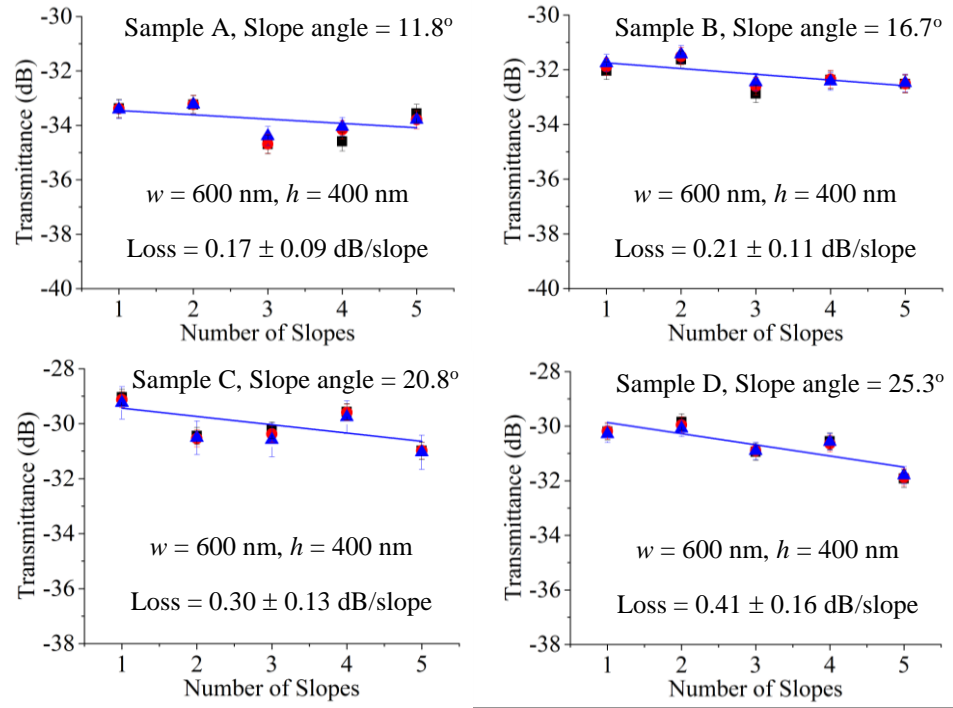 Sample A, Slope angle = 11.8°
Transmittance (dB)
-30
-32
-34
-36
-38
-40
w = 600 nm, h = 400 nm
Loss = 0.17 ± 0.09 dB/slope
1 2 3 4 5
Number of Slopes
Sample B, Slope angle = 16.7°
Transmittance (dB)
-30
-32
-34
-36
-38
-40
w = 600 nm, h = 400 nm
Loss = 0.21 ± 0.11 dB/slope
1 2 3 4 5
Number of Slopes
Sample C, Slope angle = 20.8°
Transmittance (dB)
-28
-30
-32
-34
-36
-38
w = 600 nm, h = 400 nm
Loss = 0.30 ± 0.13 dB/slope
1 2 3 4 5
Number of Slopes
Sample D, Slope angle = 25.3°
Transmittance (dB)
-28
-30
-32
-34
-36
-38
w = 600 nm, h = 400 nm
Loss = 0.41 ± 0.16 dB/slope
1 2 3 4 5
Number of Slopes